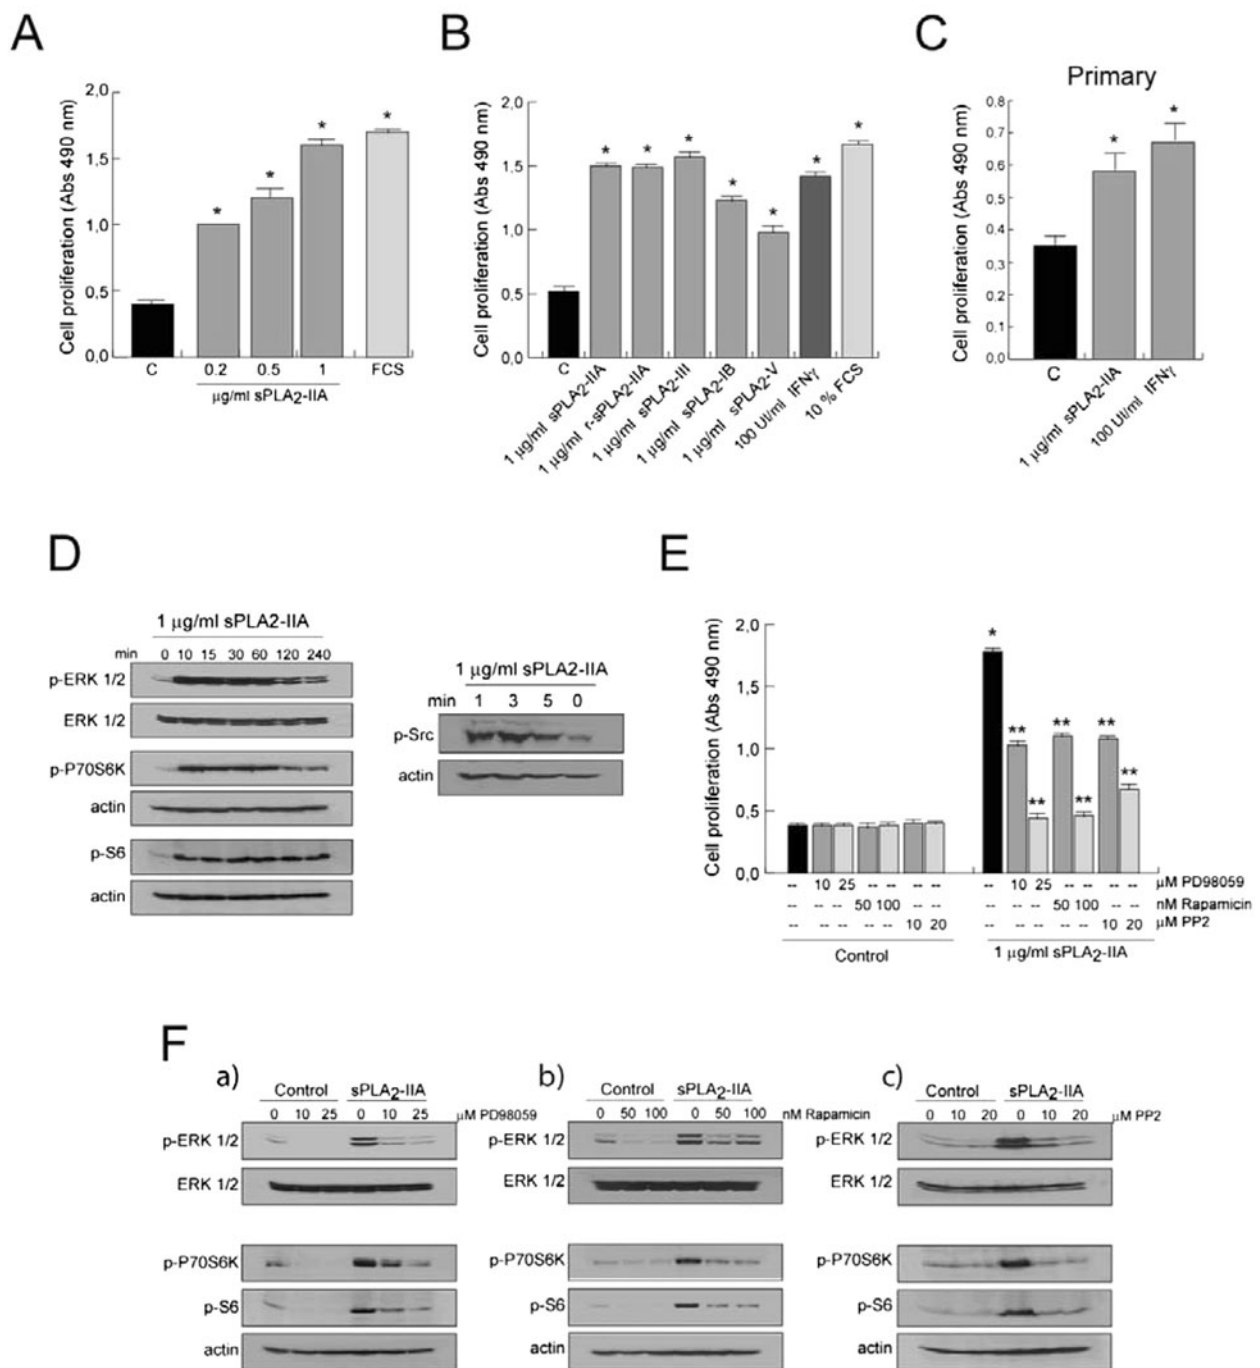 A
Cell proliferation (Abs 490 nm)
2,0
1,5
1,0
0,5
0,0
*
*
*
*
C
0.2
0.5
1
FCS
µg/ml sPLA2-IIA
B
Cell proliferation (Abs 490 nm)
2,0
1,5
1,0
0,5
0,0
*
*
*
*
*
*
*
C
1 µg/ml sPLA2-IIA
1 µg/ml r-sPLA2-IIA
1 µg/ml sPLA2-III
1 µg/ml sPLA2-IB
1 µg/ml sPLA2-V
100 UI/ml IFNγ
10 % FCS
C
Primary
Cell proliferation (Abs 490 nm)
0.8
0.7
0.6
0.5
0.4
0.3
0.2
0.1
0.0
*
*
C
1 µg/ml sPLA2-IIA
100 UI/ml IFNγ
D
1 µg/ml sPLA2-IIA
min 0 10 15 30 60 120 240
p-ERK 1/2
ERK 1/2
p-P70S6K
actin
p-S6
actin
1 µg/ml sPLA2-IIA
min 1 3 5 0
p-Src
actin
E
Cell proliferation (Abs 490 nm)
2,0
1,5
1,0
0,5
0,0
*
**
**
**
**
**
**
-- 10 25 -- -- -- -- -- 10 25 -- -- -- -- µM PD98059
-- -- -- 50 100 -- -- -- -- -- 50 100 -- -- nM Rapamicin
-- -- -- -- -- 10 20 -- -- -- -- -- 10 20 µM PP2
Control
1 µg/ml sPLA2-IIA
F
a)
Control sPLA2-IIA
0 10 25 0 10 25 µM PD98059
p-ERK 1/2
ERK 1/2
p-P70S6K
p-S6
actin
b)
Control sPLA2-IIA
0 50 100 0 50 100 nM Rapamicin
p-ERK 1/2
ERK 1/2
p-P70S6K
p-S6
actin
c)
Control sPLA2-IIA
0 10 20 0 10 20 µM PP2
p-ERK 1/2
ERK 1/2
p-P70S6K
p-S6
actin